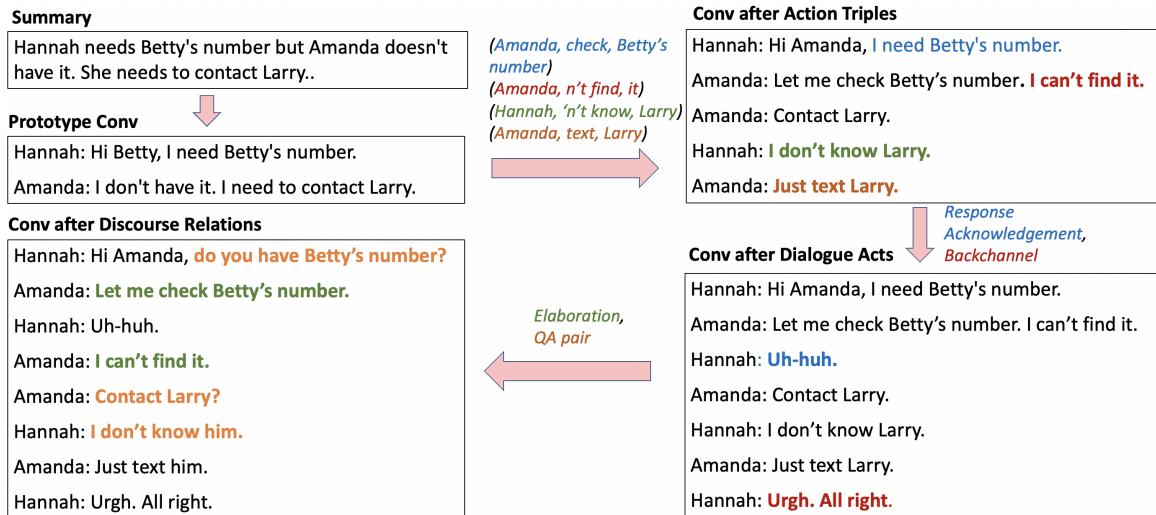 Summary
Hannah needs Betty's number but Amanda doesn't
have it. She needs to contact Larry..
Prototype Conv
Hannah: Hi Betty, I need Betty's number.
Amanda: I don't have it. I need to contact Larry.
(Amanda, check, Betty’s
number)
(Amanda, n’t find, it)
(Hannah, ‘n’t know, Larry)
(Amanda, text, Larry)
Conv after Action Triples
Hannah: Hi Amanda, I need Betty's number.
Amanda: Let me check Betty’s number. I can’t find it.
Amanda: Contact Larry.
Hannah: I don’t know Larry.
Amanda: Just text Larry.
Response
Acknowledgement,
Backchannel
Conv after Dialogue Acts
Hannah: Hi Amanda, I need Betty's number.
Amanda: Let me check Betty’s number. I can’t find it.
Hannah: Uh-huh.
Amanda: Contact Larry.
Hannah: I don’t know Larry.
Amanda: Just text Larry.
Hannah: Urgh. All right.
Elaboration,
QA pair
Conv after Discourse Relations
Hannah: Hi Amanda, do you have Betty’s number?
Amanda: Let me check Betty’s number.
Hannah: Uh-huh.
Amanda: I can’t find it.
Amanda: Contact Larry?
Hannah: I don’t know him.
Amanda: Just text him.
Hannah: Urgh. All right.